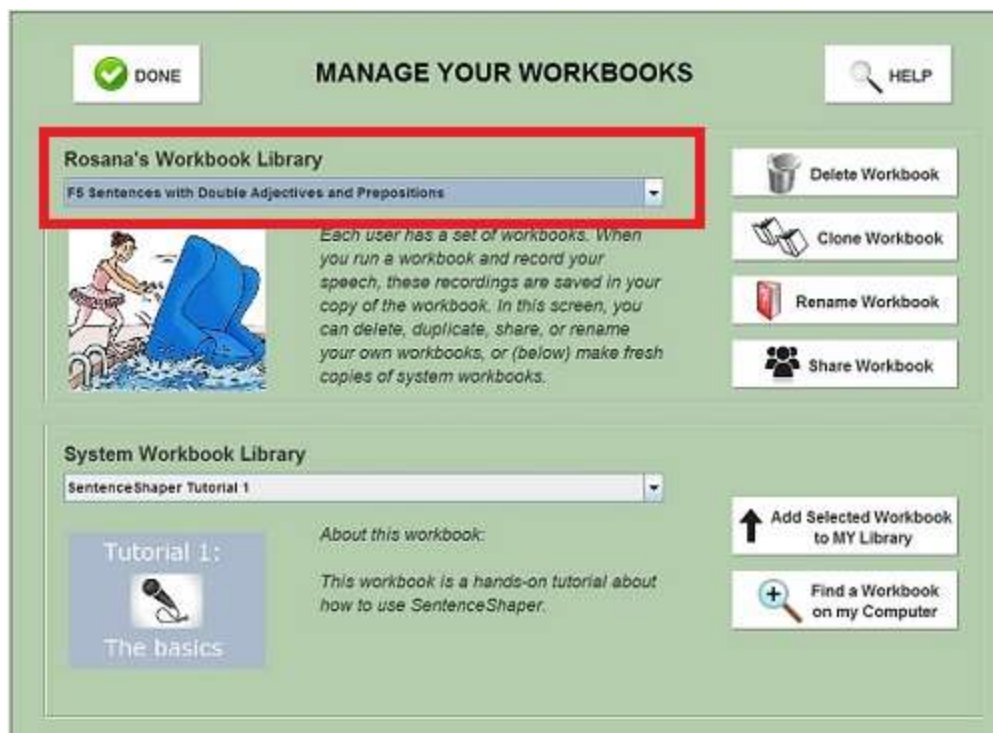 DONE
MANAGE YOUR WORKBOOKS
HELP
Rosana's Workbook Library
F5 Sentences with Double Adjectives and Prepositions
Each user has a set of workbooks. When
you run a workbook and record your
speech, these recordings are saved in your
copy of the workbook. In this screen, you
can delete, duplicate, share, or rename
your own workbooks, or (below) make fresh
copies of system workbooks.
Delete Workbook
Clone Workbook
Rename Workbook
Share Workbook
System Workbook Library
SentenceShaper Tutorial 1
Tutorial 1:
The basics
About this workbook:
This workbook is a hands-on tutorial about
how to use SentenceShaper.
Add Selected Workbook
to MY Library
Find a Workbook
on my Computer